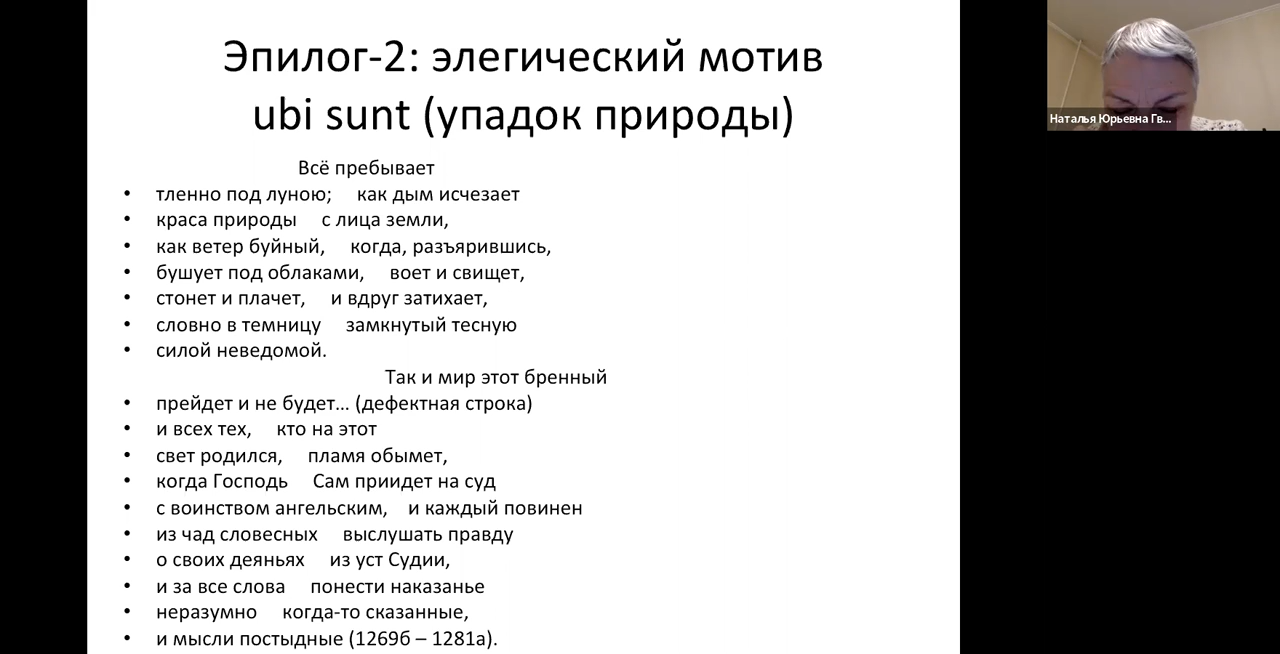 Эпилог-2: элегический мотив
ubi sunt (упадок природы)
Всё пребывает
• тленно под луною; как дым исчезает
• краса природы с лица земли,
• как ветер буйный, когда, разъярившись,
• бушует под облаками, воет и свищет,
• стонет и плачет, и вдруг затихает,
• словно в темницу замкнутый тесную
• силой неведомой.
Так и мир этот бренный
• прейдет и не будет… (дефектная строка)
• и всех тех, кто на этот
• свет родился, пламя обымет,
• когда Господь Сам приидет на суд
• с воинством ангельским, и каждый повинен
• из чад словесных выслушать правду
• о своих деяньях из уст Судии,
• и за все слова понести наказанье
• неразумно когда-то сказанные,
• и мысли постыдные (1269б – 1281а).
Наталья Юрьевна Гв...